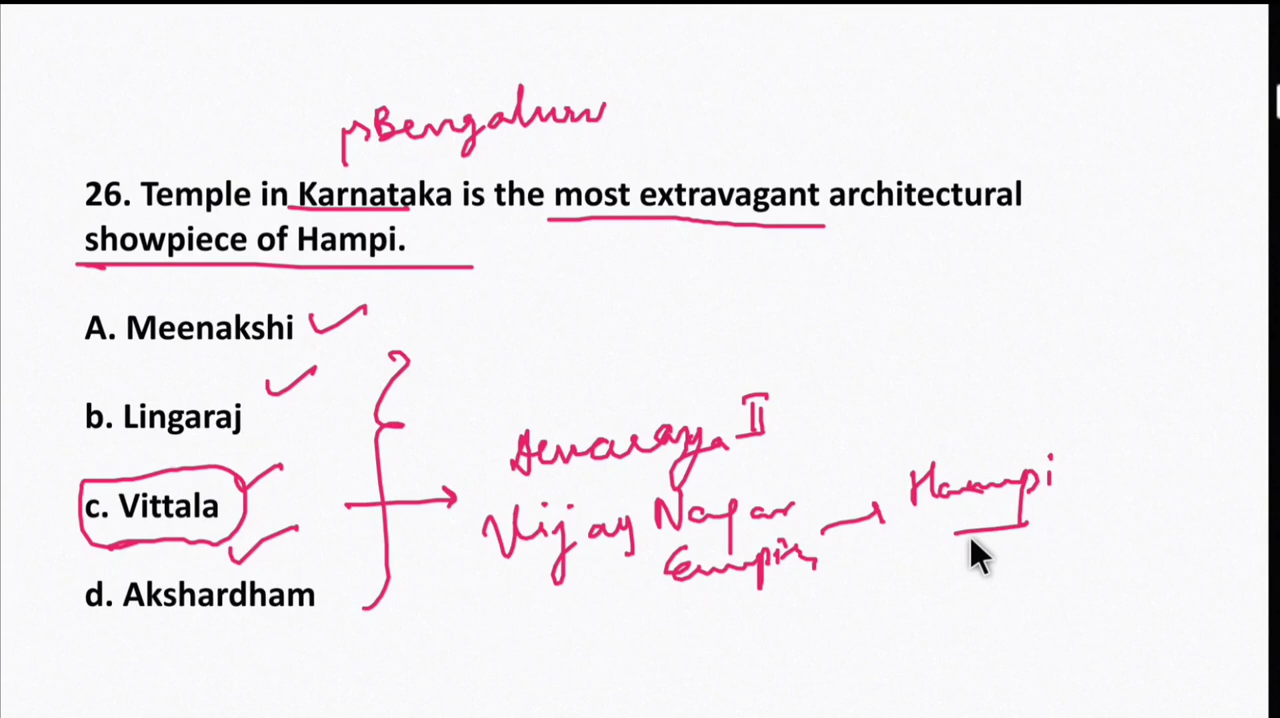 Bengaluru
26. Temple in Karnataka is the most extravagant architectural
showpiece of Hampi.
A. Meenakshi
b. Lingaraj
Devaraya II
c. Vittala
Vijay Nagar
Hampi
Empire
d. Akshardham